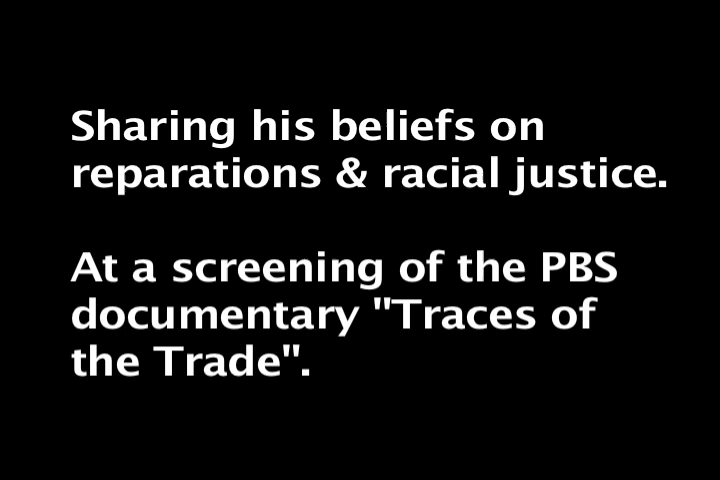 Sharing his beliefs on
reparations & racial justice.
At a screening of the PBS
documentary "Traces of
the Trade".